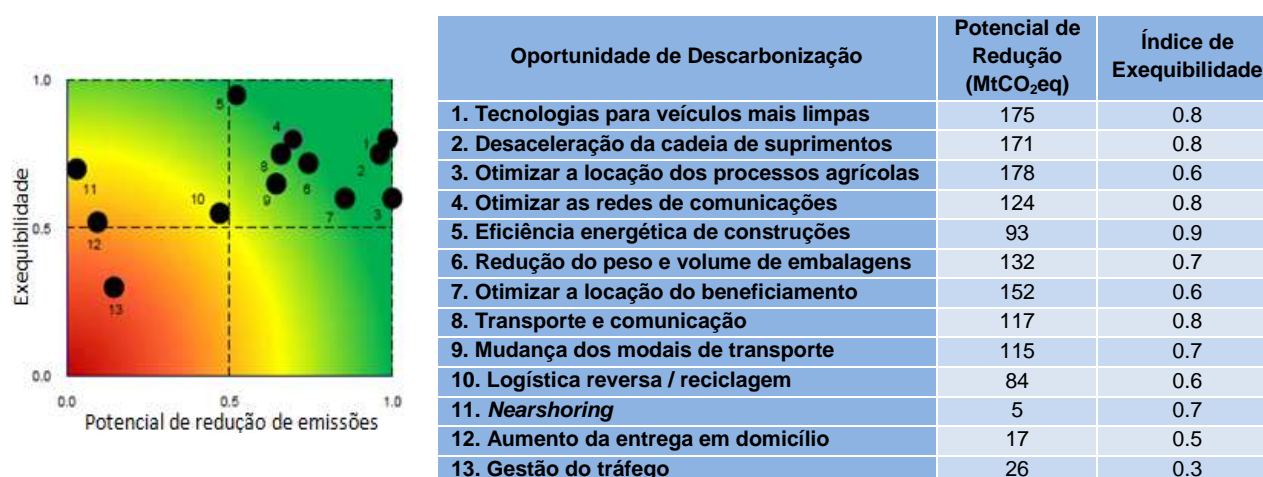 1.0
5
4
1
8
2
6
11
9
10
7
3
0.5
12
13
0.0
0.0
0.5
1.0
Exequibilidade
Potencial de redução de emissões
Oportunidade de Descarbonização
Potencial de
Redução
(MtCO₂eq)
Índice de
Exequibilidade
1. Tecnologias para veículos mais limpas 175 0.8
2. Desaceleração da cadeia de suprimentos 171 0.8
3. Otimizar a locação dos processos agrícolas 178 0.6
4. Otimizar as redes de comunicações 124 0.8
5. Eficiência energética de construções 93 0.9
6. Redução do peso e volume de embalagens 132 0.7
7. Otimizar a locação do beneficiamento 152 0.6
8. Transporte e comunicação 117 0.8
9. Mudança dos modais de transporte 115 0.7
10. Logística reversa / reciclagem 84 0.6
11. Nearshoring 5 0.7
12. Aumento da entrega em domicílio 17 0.5
13. Gestão do tráfego 26 0.3